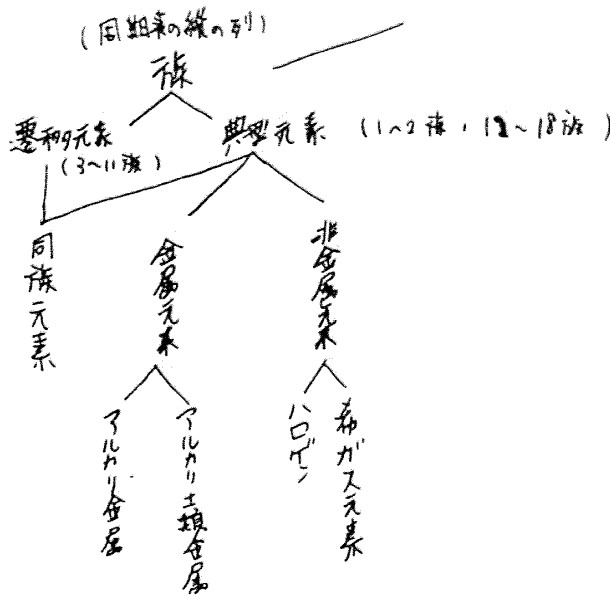 (周期表の縦の列)
族
遷移元素
(3～11族)
典型元素 (1～2族・12～18族)
同族元素
金属元素
非金属元素
アルカリ金属
アルカリ土類金属
ハロゲン
希ガス元素